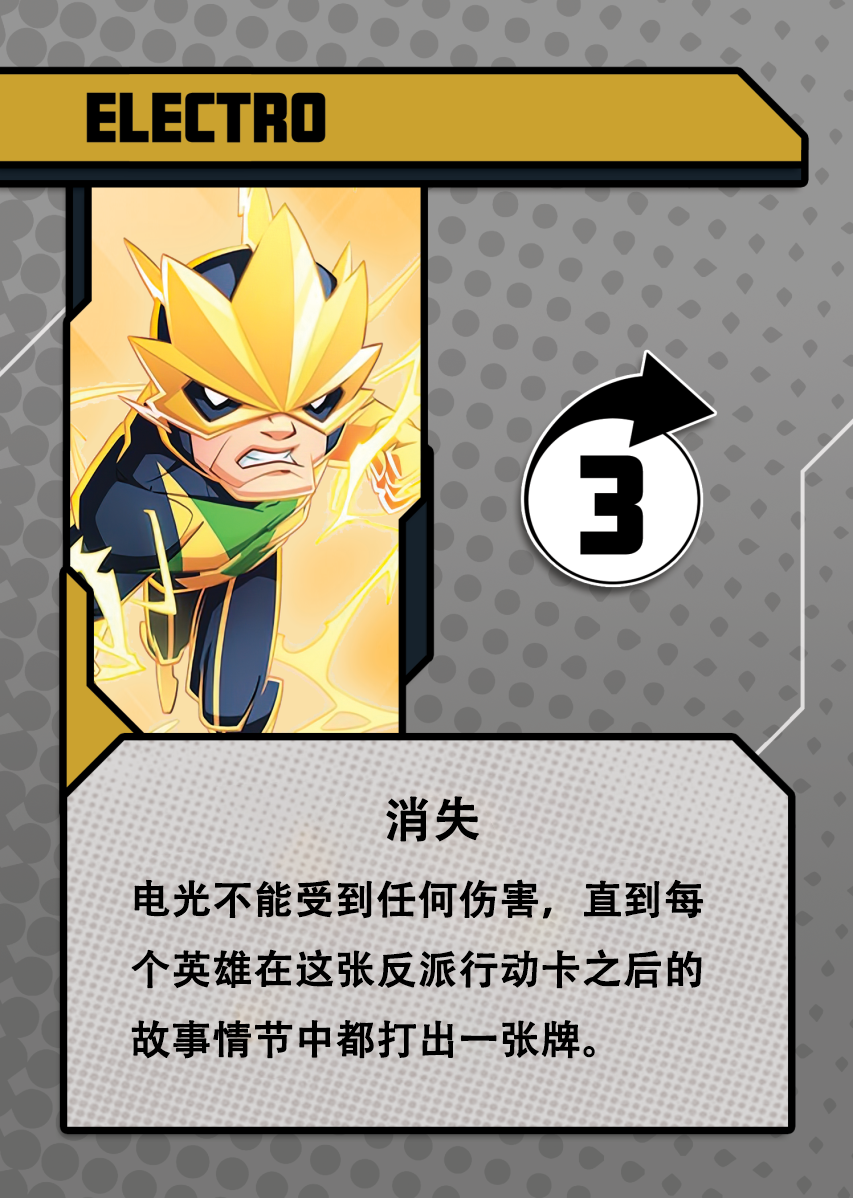 ELECTRO
3
消失
电光不能受到任何伤害，直到每
个英雄在这张反派行动卡之后的
故事情节中都打出一张牌。